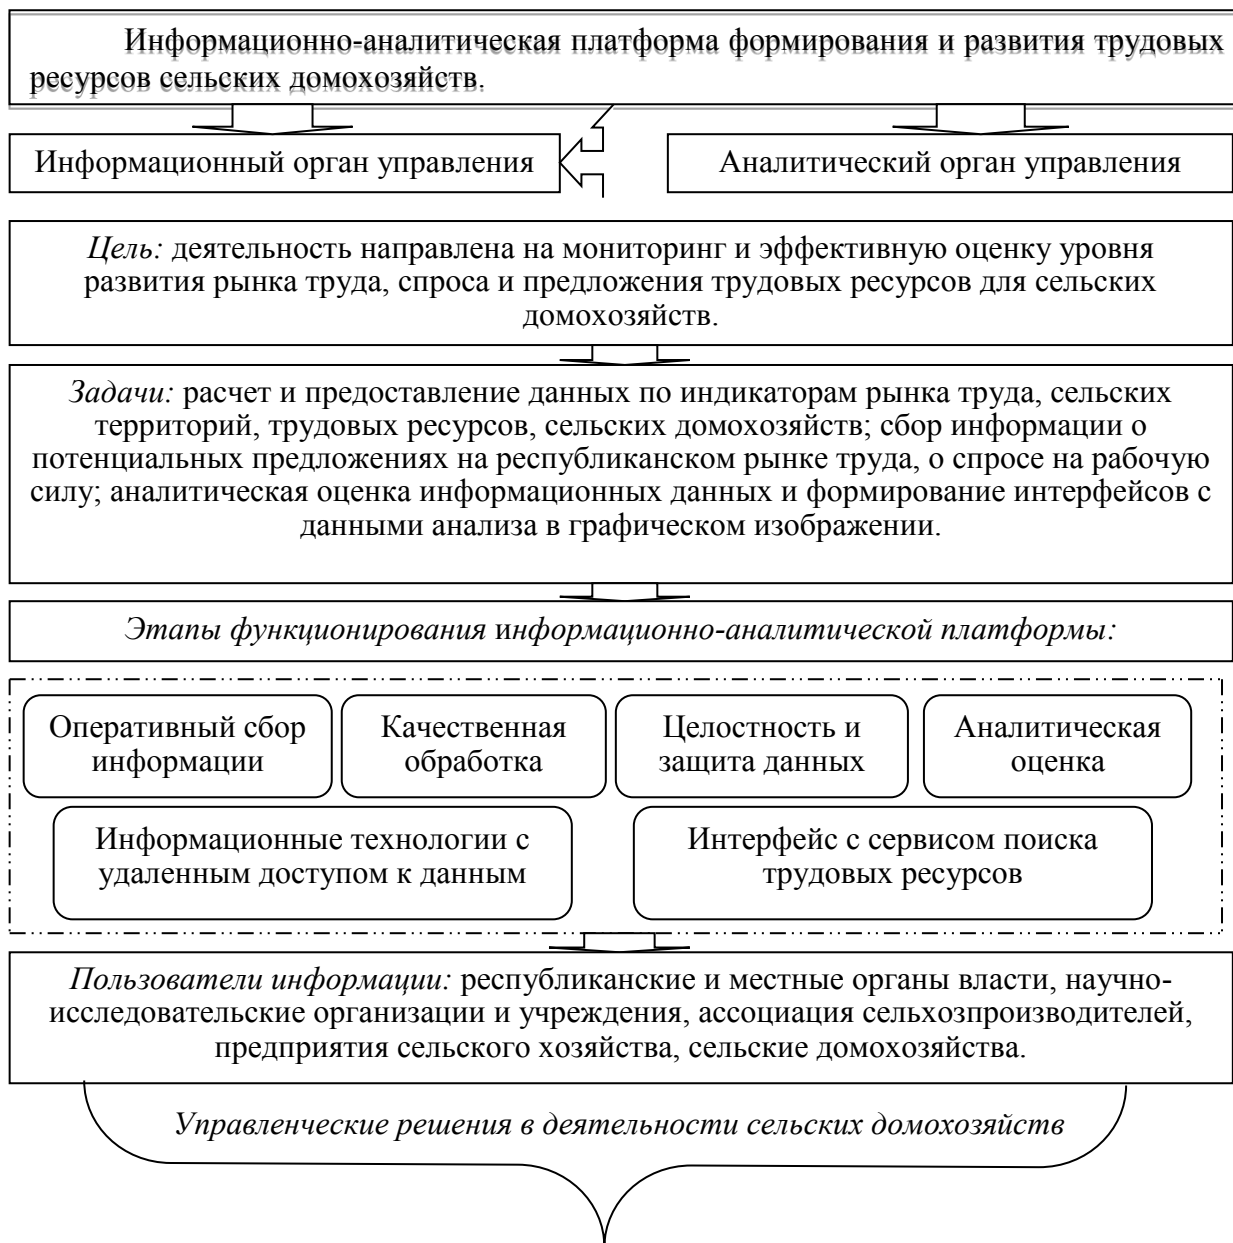 Информационно-аналитическая платформа формирования и развития трудовых
ресурсов сельских домохозяйств.
Информационный орган управления
Аналитический орган управления
Цель: деятельность направлена на мониторинг и эффективную оценку уровня
развития рынка труда, спроса и предложения трудовых ресурсов для сельских
домохозяйств.
Задачи: расчет и предоставление данных по индикаторам рынка труда, сельских
территорий, трудовых ресурсов, сельских домохозяйств; сбор информации о
потенциальных предложениях на республиканском рынке труда, о спросе на рабочую
силу; аналитическая оценка информационных данных и формирование интерфейсов с
данными анализа в графическом изображении.
Этапы функционирования информационно-аналитической платформы:
Оперативный сбор
информации
Качественная
обработка
Целостность и
защита данных
Аналитическая
оценка
Информационные технологии с
удаленным доступом к данным
Интерфейс с сервисом поиска
трудовых ресурсов
Пользователи информации: республиканские и местные органы власти, научно-
исследовательские организации и учреждения, ассоциация сельхозпроизводителей,
предприятия сельского хозяйства, сельские домохозяйства.
Управленческие решения в деятельности сельских домохозяйств